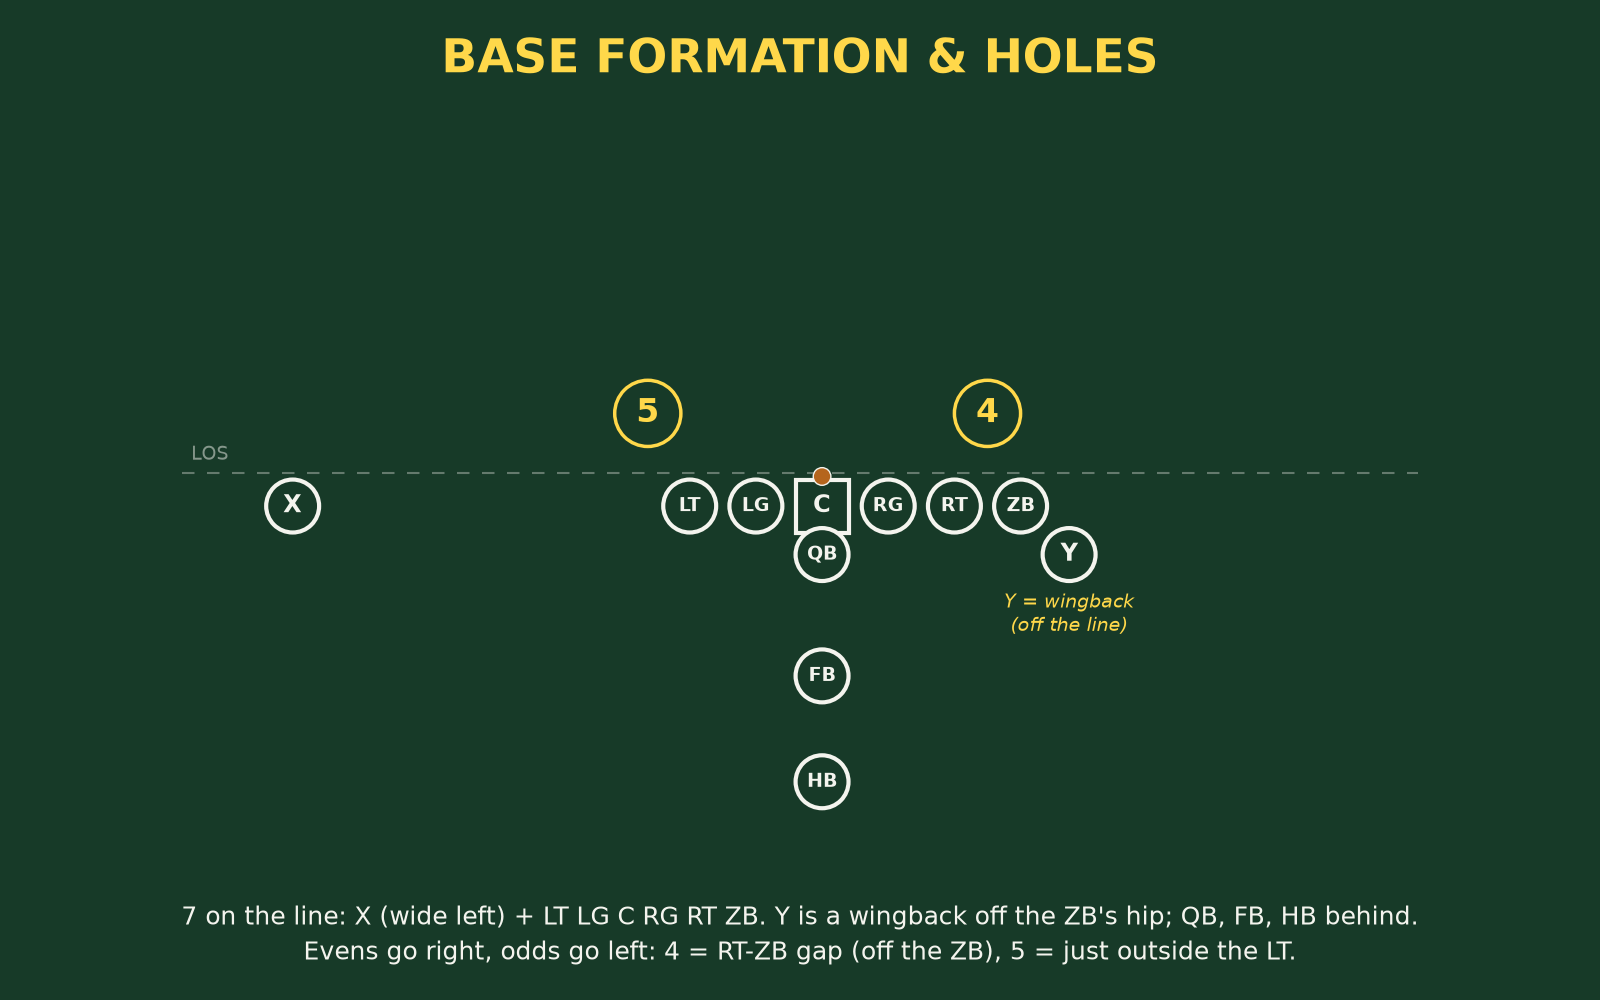 BASE FORMATION & HOLES
5
4
LOS
X
LT
LG
C
RG
RT
ZB
QB
Y
Y = wingback
(off the line)
FB
HB
7 on the line: X (wide left) + LT LG C RG RT ZB. Y is a wingback off the ZB's hip; QB, FB, HB behind.
Evens go right, odds go left: 4 = RT-ZB gap (off the ZB), 5 = just outside the LT.